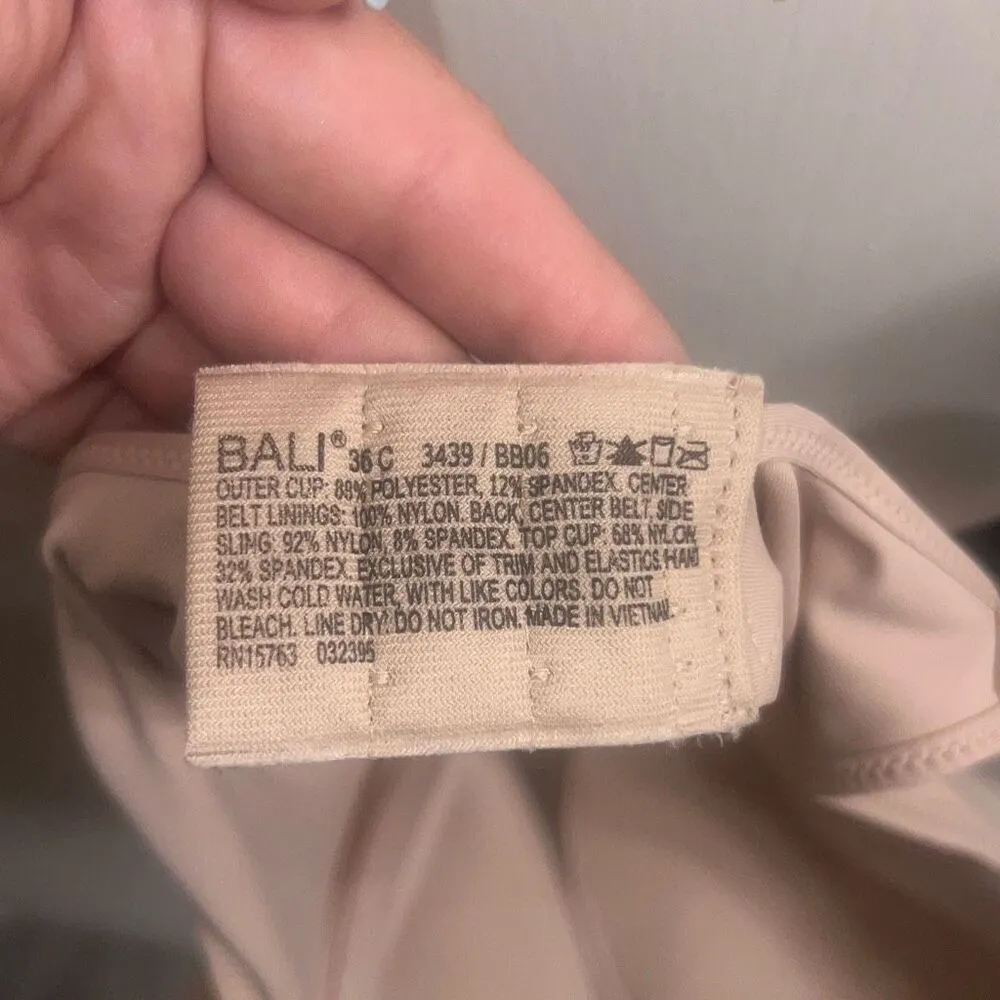 BALI® 36 C 3439 / BB06
OUTER CUP: 88% POLYESTER, 12% SPANDEX. CENTER
BELT LININGS: 100% NYLON. BACK, CENTER BELT, SIDE
SLING: 92% NYLON, 8% SPANDEX. TOP CUP: 68% NYLON,
32% SPANDEX. EXCLUSIVE OF TRIM AND ELASTICS. HAND
WASH COLD WATER, WITH LIKE COLORS. DO NOT
BLEACH. LINE DRY. DO NOT IRON. MADE IN VIETNAM.
RN15763 032395